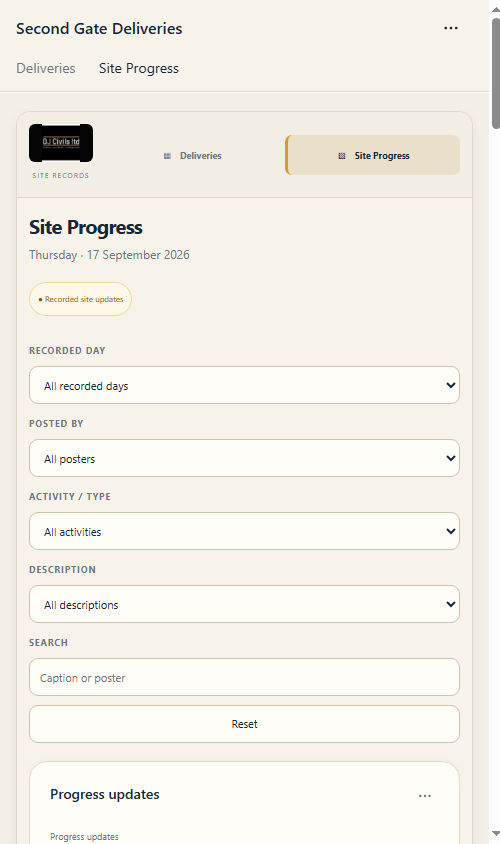 Second Gate Deliveries
Deliveries Site Progress
DJ Civils ltd
SITE RECORDS
Deliveries
Site Progress
Site Progress
Thursday · 17 September 2026
● Recorded site updates
RECORDED DAY
All recorded days
POSTED BY
All posters
ACTIVITY / TYPE
All activities
DESCRIPTION
All descriptions
SEARCH
Caption or poster
Reset
Progress updates
Progress updates